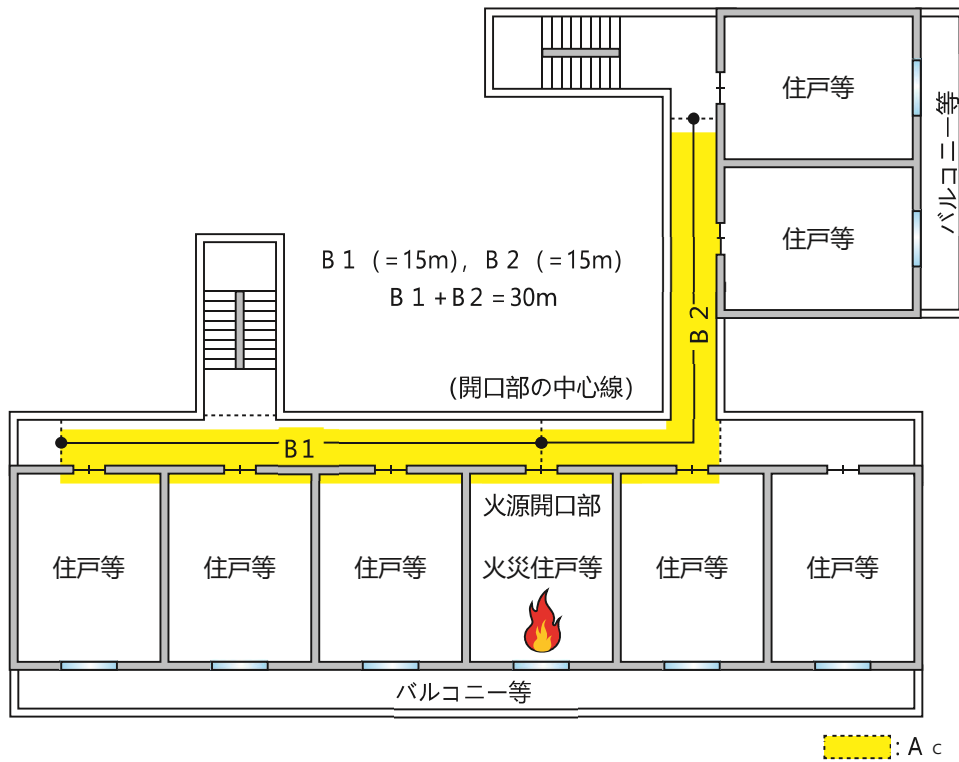 住戸等
バルコニー等
住戸等
B1 (=15m), B2 (=15m)
B1+B2=30m
B2
(開口部の中心線)
B1
火源開口部
住戸等
住戸等
住戸等
火災住戸等
住戸等
住戸等
バルコニー等
:Ac